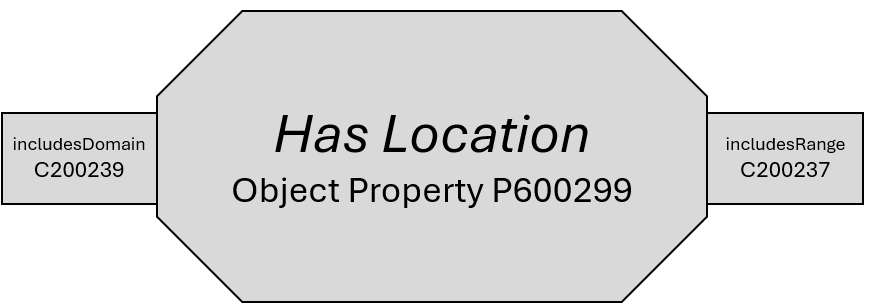 includesDomain
C200239
Has Location
Object Property P600299
includesRange
C200237